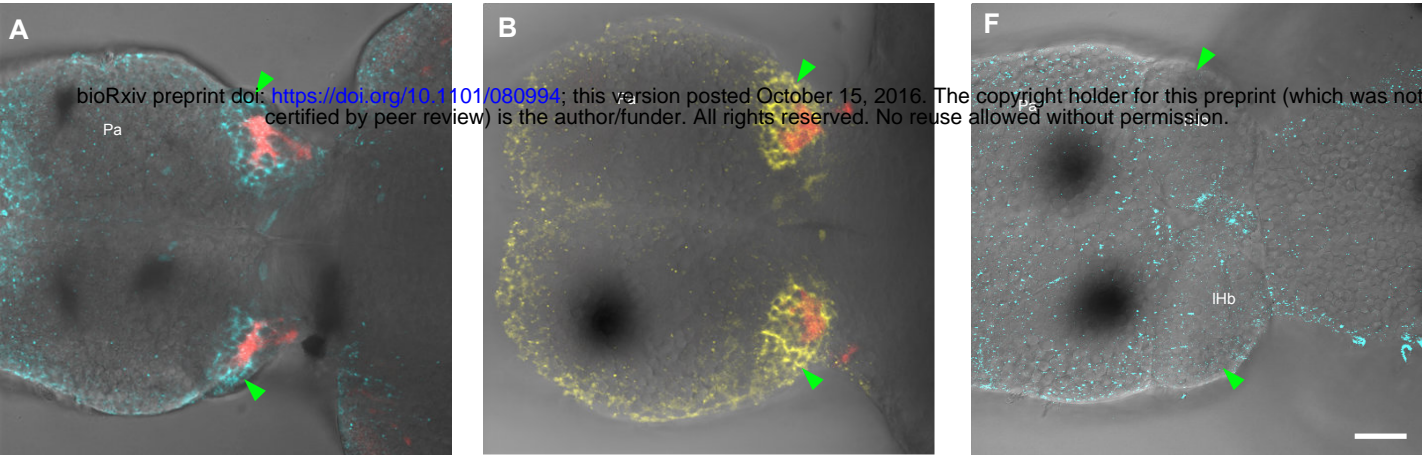 A
B
F
bioRxiv preprint doi: https://doi.org/10.1101/080994; this version posted October 15, 2016. The copyright holder for this preprint (which was not
certified by peer review) is the author/funder. All rights reserved. No reuse allowed without permission.
Pa
Pa
Pa
lHb